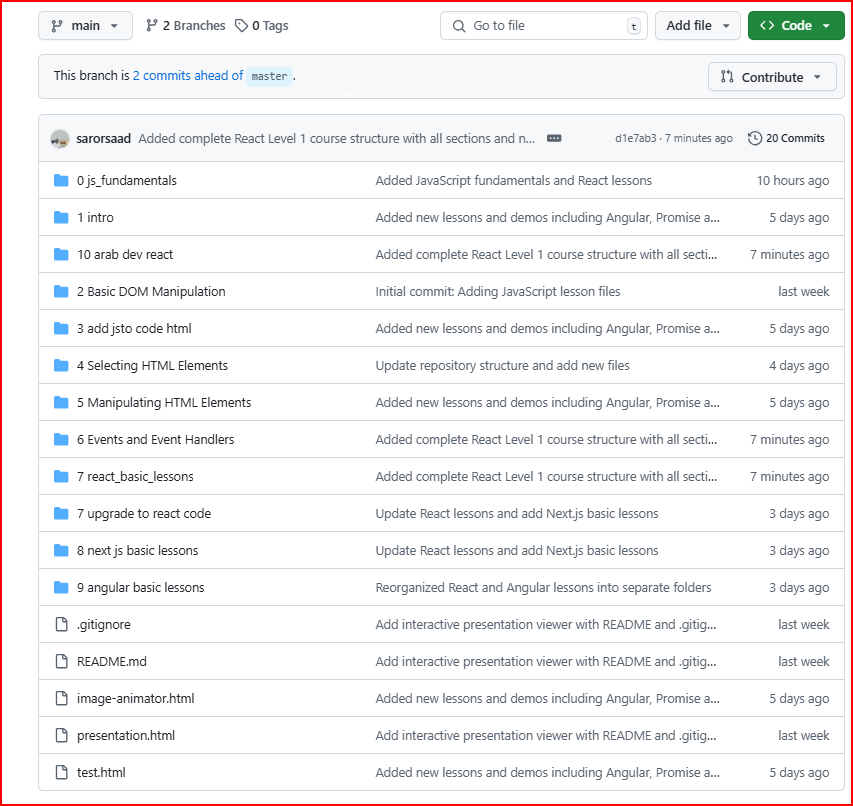 main 2 Branches 0 Tags Go to file t Add file Code
This branch is 2 commits ahead of master.
Contribute
sarorsaad Added complete React Level 1 course structure with all sections and n... d1e7ab3 · 7 minutes ago 20 Commits
0 js_fundamentals Added JavaScript fundamentals and React lessons 10 hours ago
1 intro Added new lessons and demos including Angular, Promise a... 5 days ago
10 arab dev react Added complete React Level 1 course structure with all secti... 7 minutes ago
2 Basic DOM Manipulation Initial commit: Adding JavaScript lesson files last week
3 add jsto code html Added new lessons and demos including Angular, Promise a... 5 days ago
4 Selecting HTML Elements Update repository structure and add new files 4 days ago
5 Manipulating HTML Elements Added new lessons and demos including Angular, Promise a... 5 days ago
6 Events and Event Handlers Added complete React Level 1 course structure with all secti... 7 minutes ago
7 react_basic_lessons Added complete React Level 1 course structure with all secti... 7 minutes ago
7 upgrade to react code Update React lessons and add Next.js basic lessons 3 days ago
8 next js basic lessons Update React lessons and add Next.js basic lessons 3 days ago
9 angular basic lessons Reorganized React and Angular lessons into separate folders 3 days ago
.gitignore Add interactive presentation viewer with README and .gitig... last week
README.md Add interactive presentation viewer with README and .gitig... last week
image-animator.html Added new lessons and demos including Angular, Promise a... 5 days ago
presentation.html Add interactive presentation viewer with README and .gitig... last week
test.html Added new lessons and demos including Angular, Promise a... 5 days ago